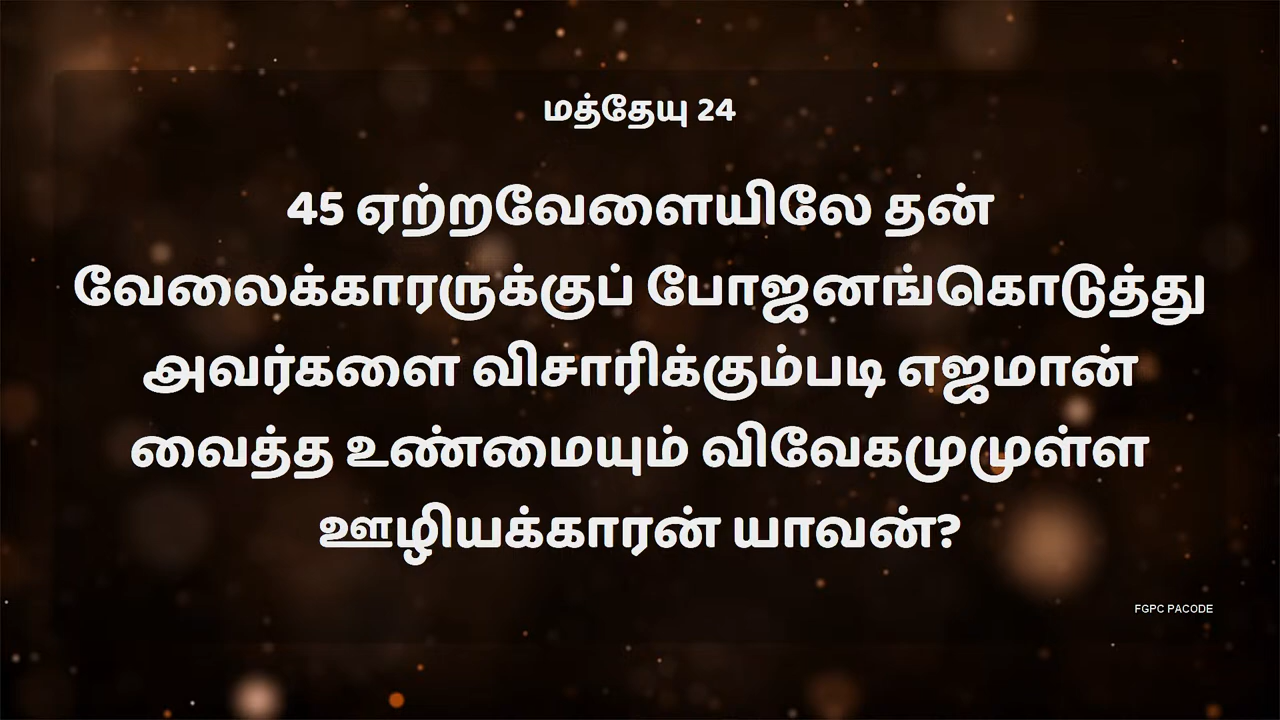 மத்தேயு 24
45 ஏற்றவேளையிலே தன்
வேலைக்காரருக்குப் போஜனங்கொடுத்து
அவர்களை விசாரிக்கும்படி எஜமான்
வைத்த உண்மையும் விவேகமுமுள்ள
ஊழியக்காரன் யாவன்?
FGPC PACODE